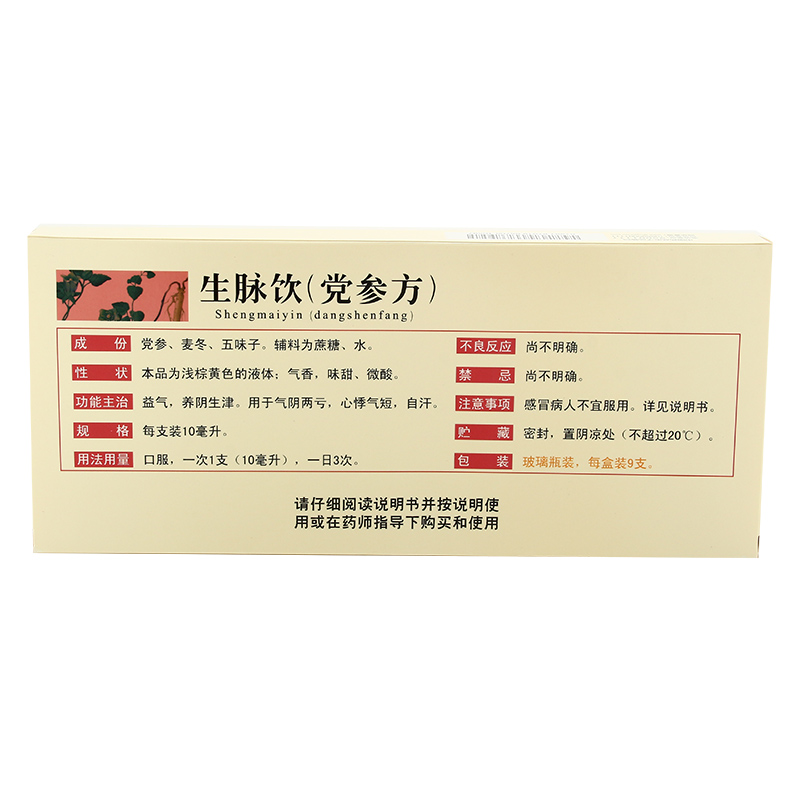 生脉饮(党参方)
Shengmaiyin (dangshenfang)
成份 党参、麦冬、五味子。辅料为蔗糖、水。
性状 本品为浅棕黄色的液体；气香，味甜、微酸。
功能主治 益气，养阴生津。用于气阴两亏，心悸气短，自汗。
规格 每支装10毫升。
用法用量 口服，一次1支（10毫升），一日3次。
不良反应 尚不明确。
禁忌 尚不明确。
注意事项 感冒病人不宜服用。详见说明书。
贮藏 密封，置阴凉处（不超过20℃）。
包装 玻璃瓶装，每盒装9支。
请仔细阅读说明书并按说明使
用或在药师指导下购买和使用